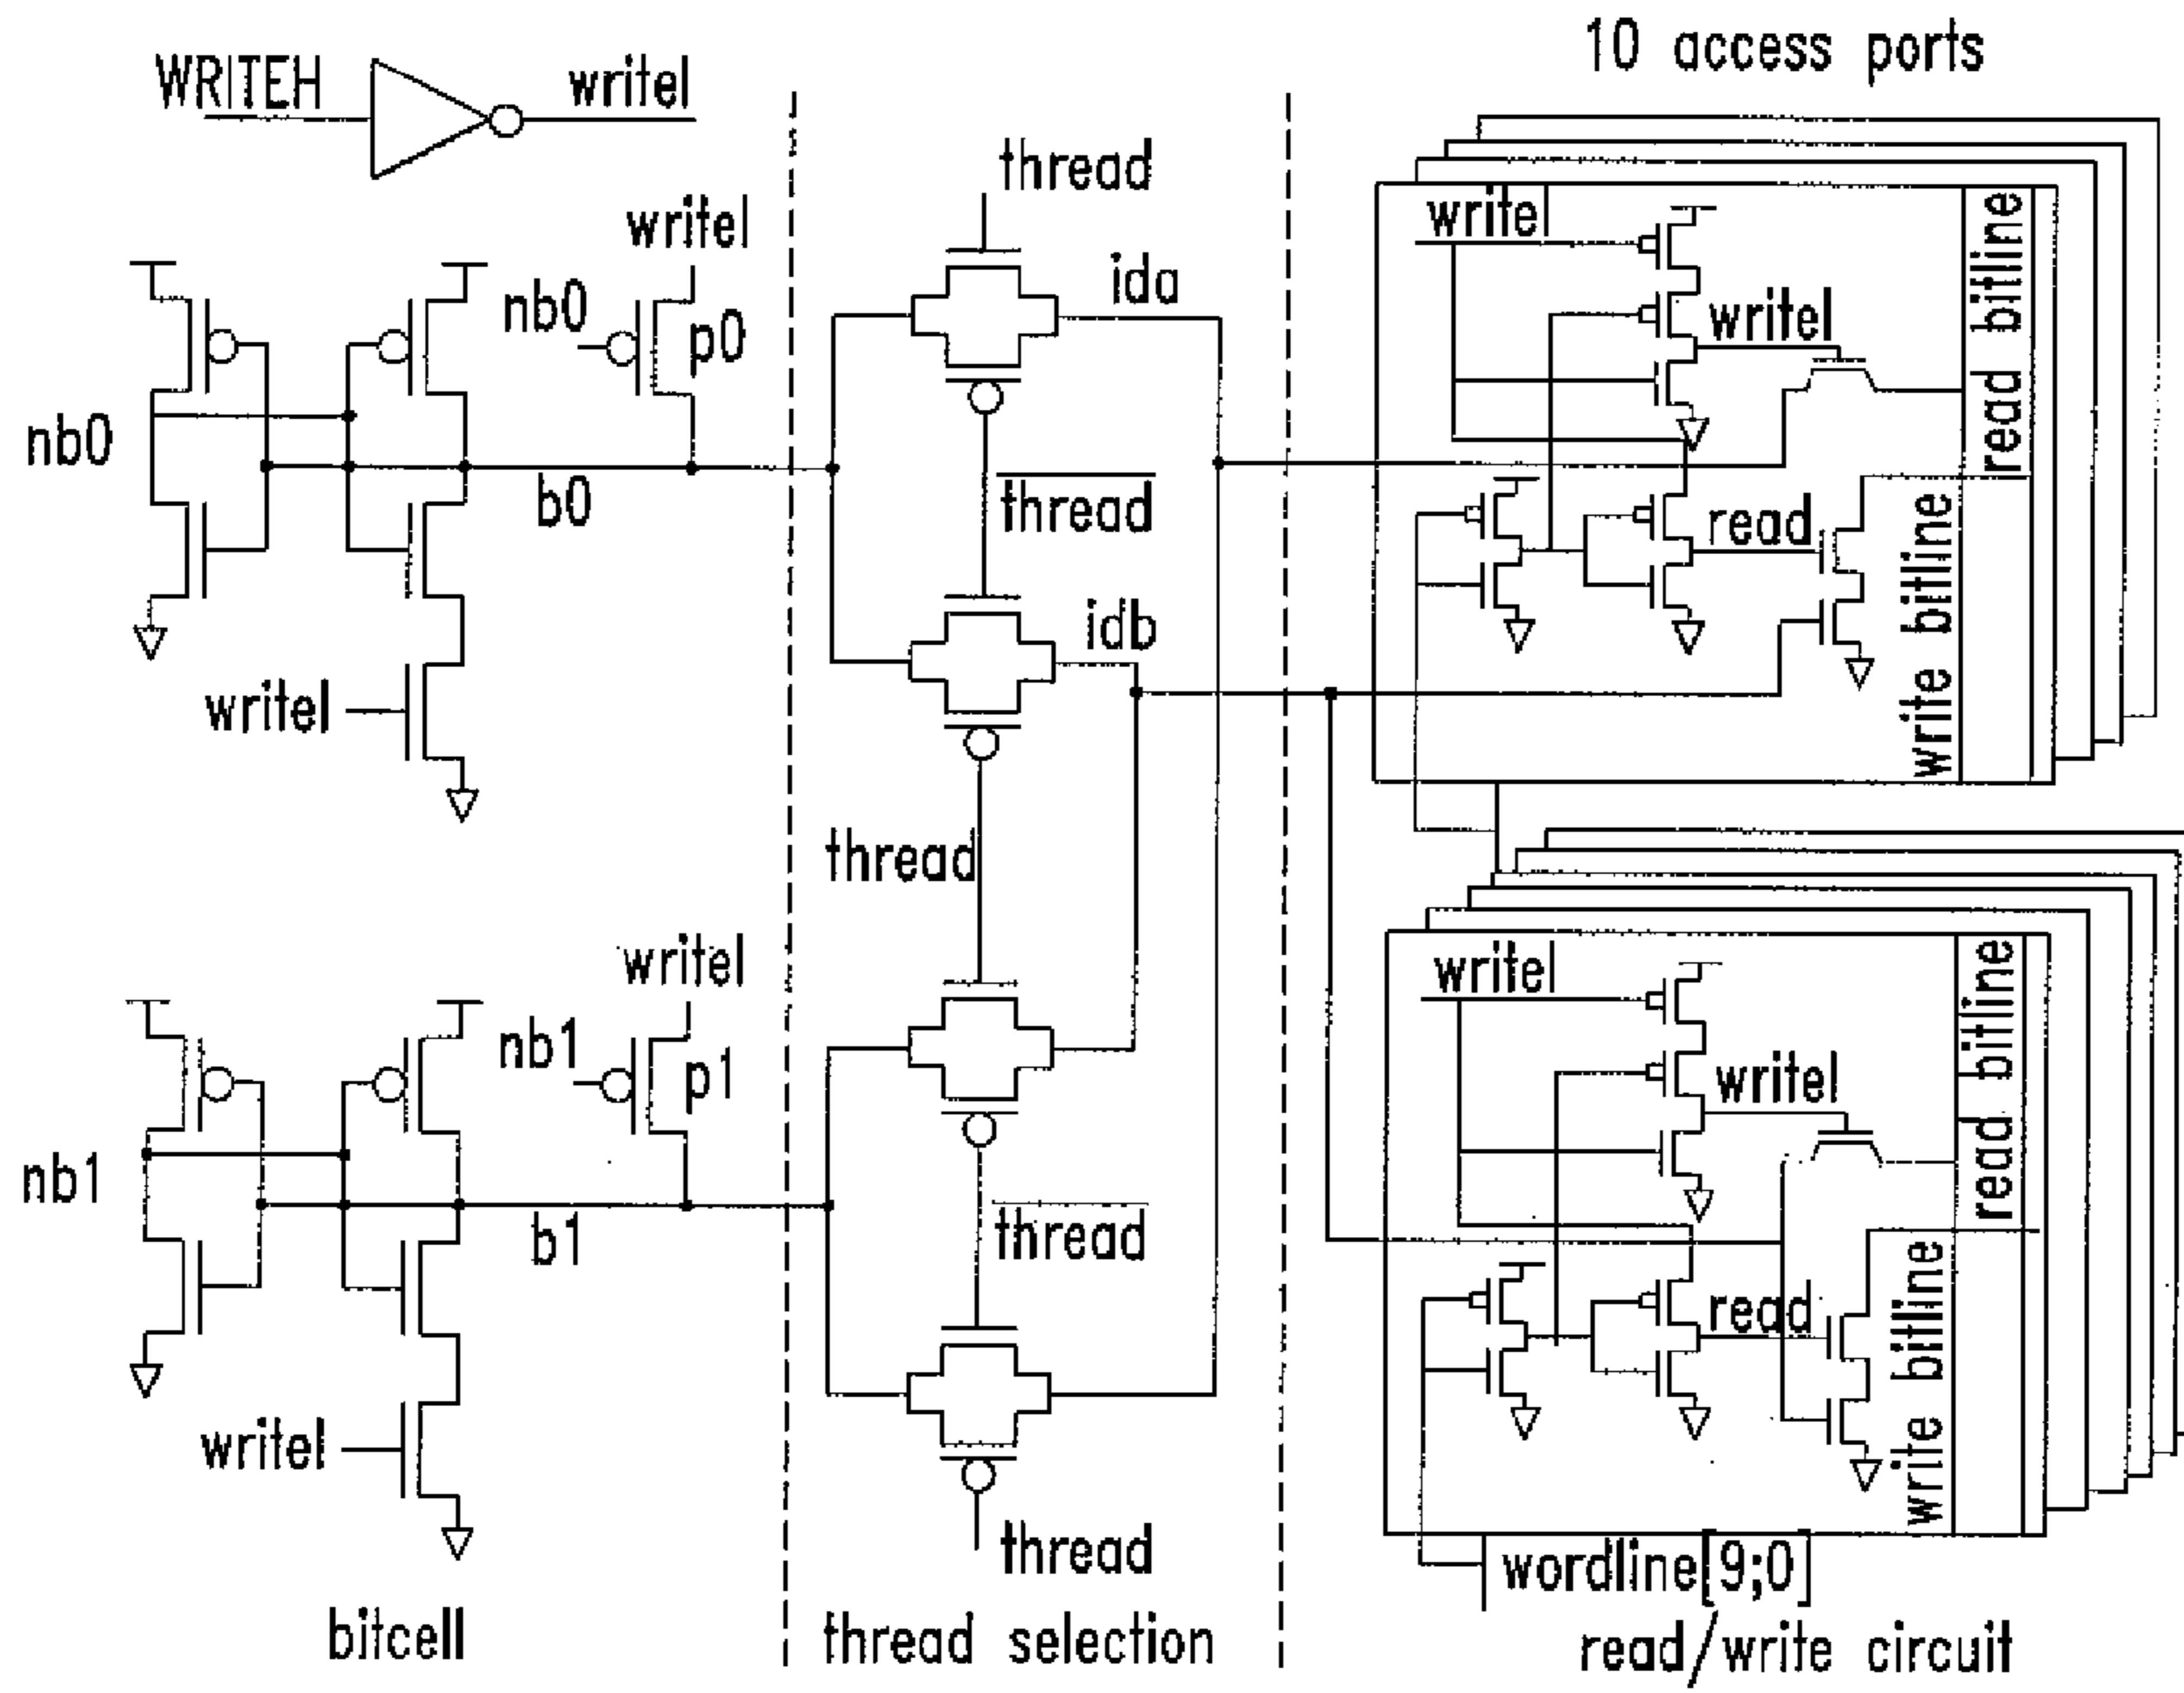 10 access ports
WRITEH
writel
thread
writel
writel
read bitline
ida
nb0
p0
writel
nb0
b0
thread
read
write bitline
idb
writel
thread
writel
writel
read bitline
nb1
p1
writel
nb1
b1
thread
read
write bitline
writel
thread
wordline[9;0]
bitcell
thread selection
read/write circuit